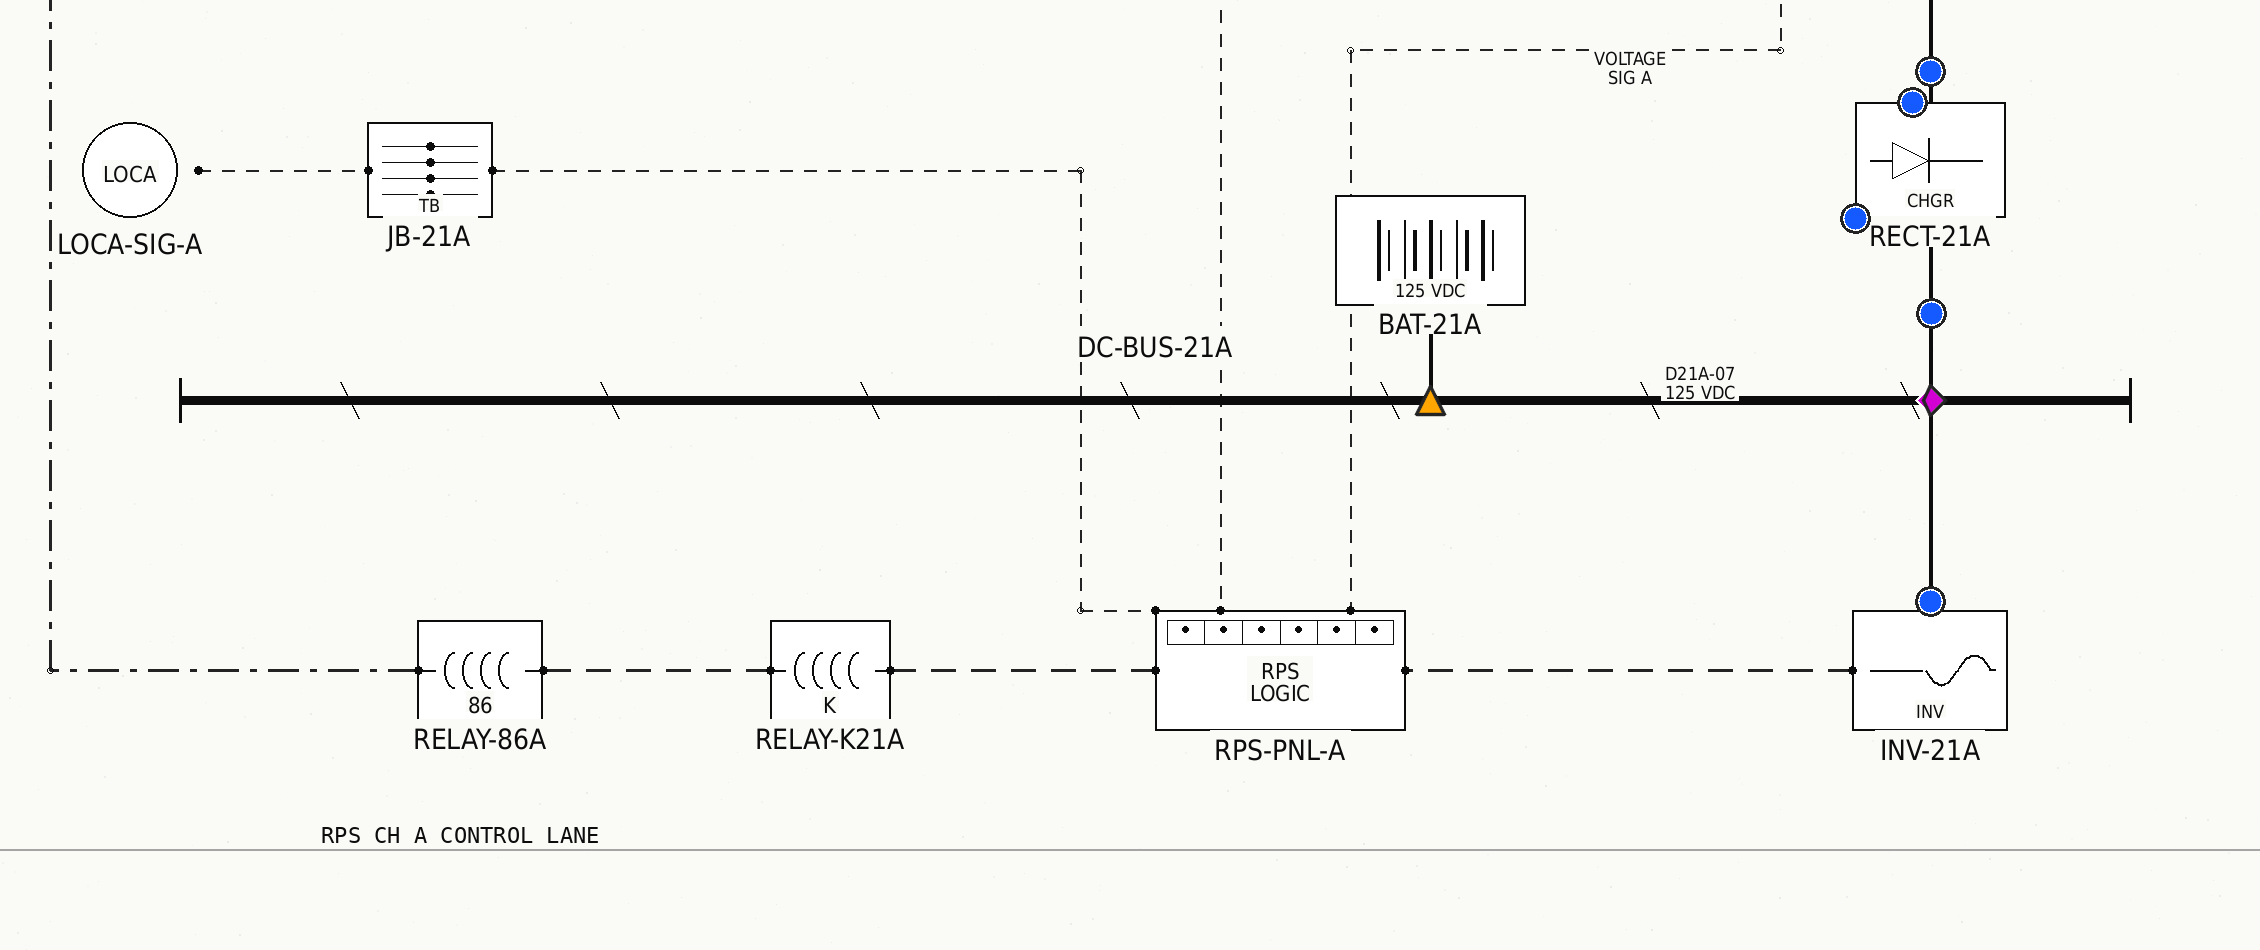 VOLTAGE
SIG A
LOCA
LOCA-SIG-A
TB
JB-21A
CHGR
RECT-21A
125 VDC
BAT-21A
DC-BUS-21A
D21A-07
125 VDC
86
RELAY-86A
K
RELAY-K21A
RPS
LOGIC
RPS-PNL-A
INV
INV-21A
RPS CH A CONTROL LANE